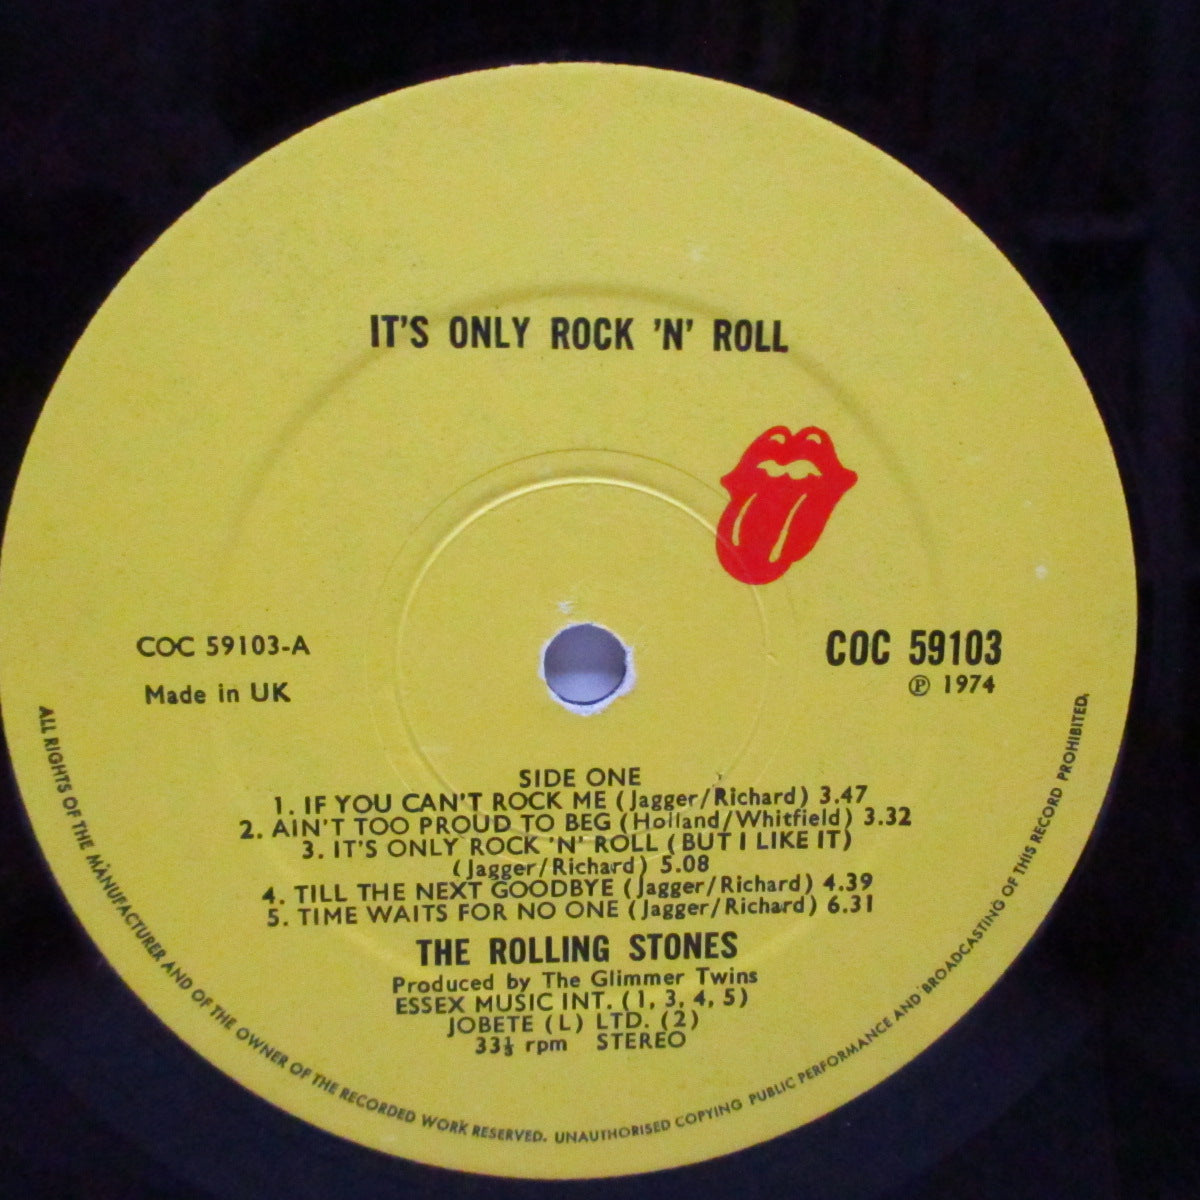 IT'S ONLY ROCK 'N' ROLL
COC 59103-A
Made in UK
COC 59103
℗ 1974
SIDE ONE
1. IF YOU CAN'T ROCK ME (Jagger/Richard) 3.47
2. AIN'T TOO PROUD TO BEG (Holland/Whitfield) 3.32
3. IT'S ONLY ROCK 'N' ROLL (BUT I LIKE IT)
(Jagger/Richard) 5.08
4. TILL THE NEXT GOODBYE (Jagger/Richard) 4.39
5. TIME WAITS FOR NO ONE (Jagger/Richard) 6.31
THE ROLLING STONES
Produced by The Glimmer Twins
ESSEX MUSIC INT. (1, 3, 4, 5)
JOBETE (L) LTD. (2)
33⅓ rpm STEREO
ALL RIGHTS OF THE MANUFACTURER AND OF THE OWNER OF THE RECORDED WORK RESERVED. UNAUTHORISED COPYING PUBLIC PERFORMANCE AND BROADCASTING OF THIS RECORD PROHIBITED.